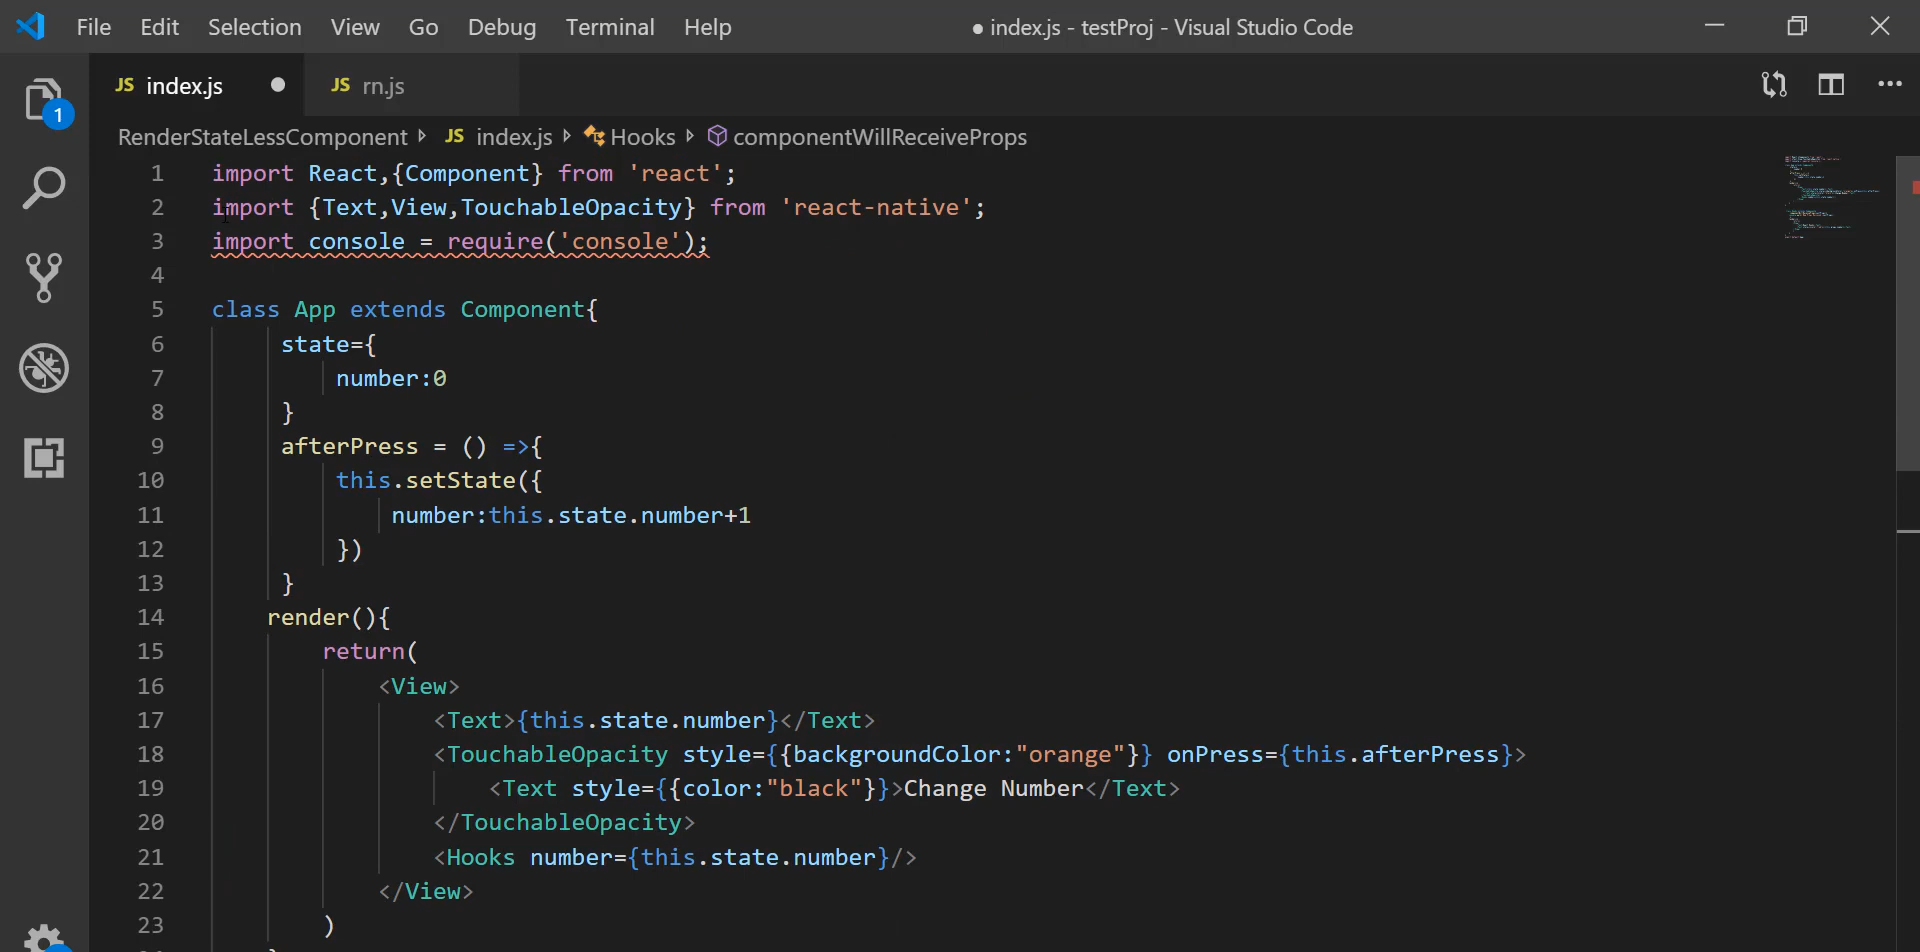 File Edit Selection View Go Debug Terminal Help ● index.js - testProj - Visual Studio Code
JS index.js ● JS rn.js
1
RenderStateLessComponent JS index.js Hooks componentWillReceiveProps
1 import React,{Component} from 'react';
2 import {Text,View,TouchableOpacity} from 'react-native';
3 import console = require('console');
4
5 class App extends Component{
6 state={
7 number:0
8 }
9 afterPress = () =>{
10 this.setState({
11 number:this.state.number+1
12 })
13 }
14 render(){
15 return(
16 <View>
17 <Text>{this.state.number}</Text>
18 <TouchableOpacity style={{backgroundColor:"orange"}} onPress={this.afterPress}>
19 <Text style={{color:"black"}}>Change Number</Text>
20 </TouchableOpacity>
21 <Hooks number={this.state.number}/>
22 </View>
23 )